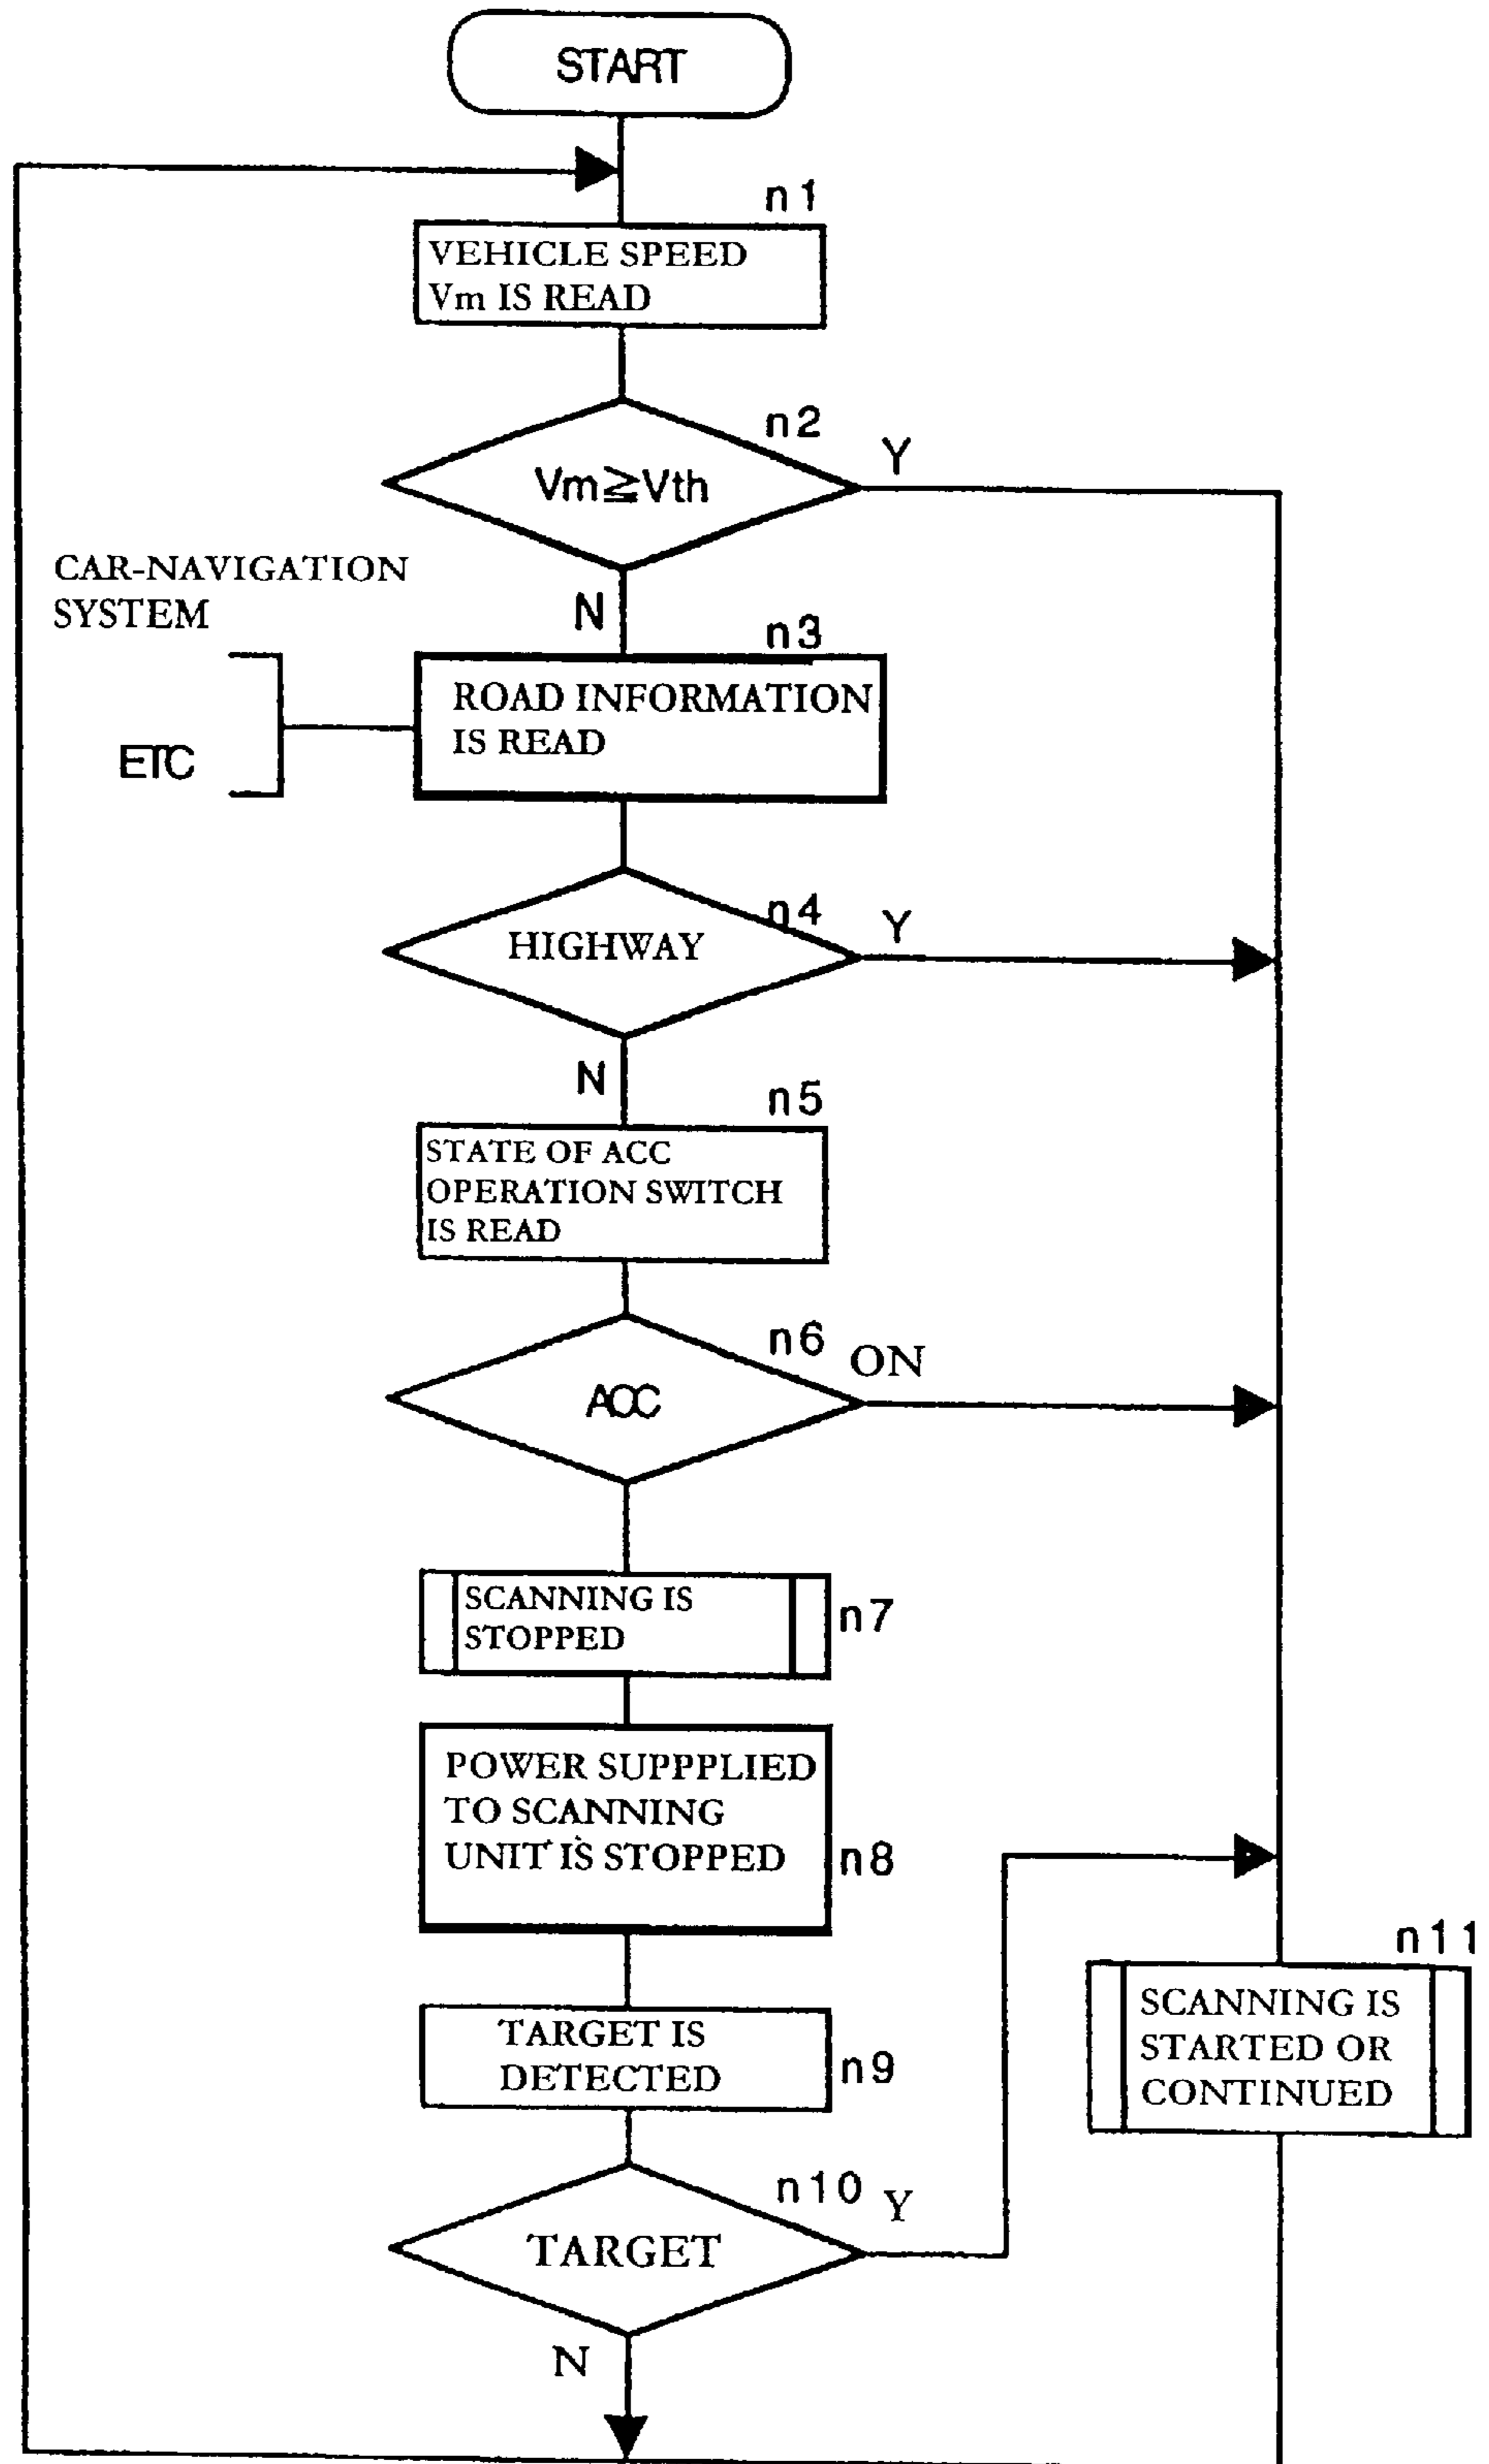 START
n1
VEHICLE SPEED
Vm IS READ
n2
Vm≧Vth
Y
CAR-NAVIGATION
SYSTEM
N
n3
ROAD INFORMATION
IS READ
ETC
n4
HIGHWAY
Y
N
n5
STATE OF ACC
OPERATION SWITCH
IS READ
n6
ON
ACC
SCANNING IS
STOPPED
n7
POWER SUPPPLIED
TO SCANNING
UNIT IS STOPPED
n8
n11
SCANNING IS
STARTED OR
CONTINUED
TARGET IS
DETECTED
n9
n10
Y
TARGET
N